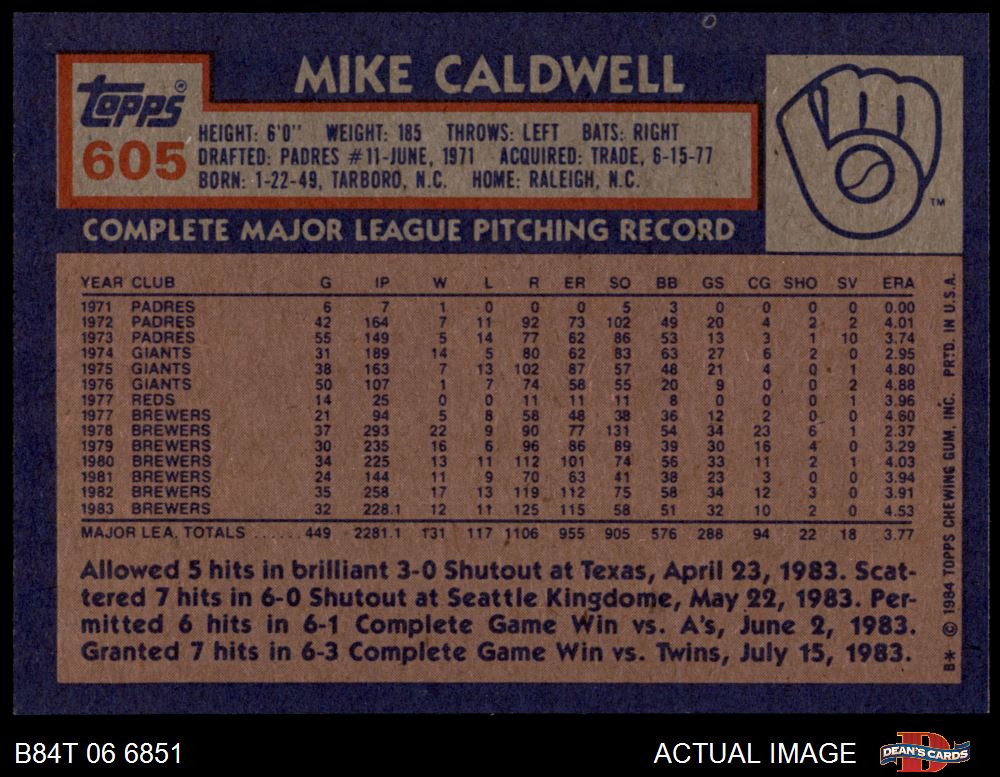 MIKE CALDWELL
Topps®
605
HEIGHT: 6'0" WEIGHT: 185 THROWS: LEFT BATS: RIGHT
DRAFTED: PADRES #11-JUNE, 1971 ACQUIRED: TRADE, 6-15-77
BORN: 1-22-49, TARBORO, N.C. HOME: RALEIGH, N.C.
TM
COMPLETE MAJOR LEAGUE PITCHING RECORD
YEAR CLUB G IP W L R ER SO BB GS CG SHO SV ERA
1971 PADRES 6 7 1 0 0 0 5 3 0 0 0 0 0.00
1972 PADRES 42 164 7 11 92 73 102 49 20 4 2 2 4.01
1973 PADRES 55 149 5 14 77 62 86 53 13 3 1 10 3.74
1974 GIANTS 31 189 14 5 80 62 83 63 27 6 2 0 2.95
1975 GIANTS 38 163 7 13 102 87 57 48 21 4 0 1 4.80
1976 GIANTS 50 107 1 7 74 58 55 20 9 0 0 2 4.88
1977 REDS 14 25 0 0 11 11 11 8 0 0 0 1 3.96
1977 BREWERS 21 94 5 8 58 48 38 36 12 2 0 0 4.60
1978 BREWERS 37 293 22 9 90 77 131 54 34 23 6 1 2.37
1979 BREWERS 30 235 16 6 96 86 89 39 30 16 4 0 3.29
1980 BREWERS 34 225 13 11 112 101 74 56 33 11 2 1 4.03
1981 BREWERS 24 144 11 9 70 63 41 38 23 3 0 0 3.94
1982 BREWERS 35 258 17 13 119 112 75 58 34 12 3 0 3.91
1983 BREWERS 32 228.1 12 11 125 115 58 51 32 10 2 0 4.53
MAJOR LEA. TOTALS ...... 449 2281.1 131 117 1106 955 905 576 288 94 22 18 3.77
Allowed 5 hits in brilliant 3-0 Shutout at Texas, April 23, 1983. Scat-
tered 7 hits in 6-0 Shutout at Seattle Kingdome, May 22, 1983. Per-
mitted 6 hits in 6-1 Complete Game Win vs. A's, June 2, 1983.
Granted 7 hits in 6-3 Complete Game Win vs. Twins, July 15, 1983.
B* © 1984 TOPPS CHEWING GUM, INC. PRTD. IN U.S.A.
B84T 06 6851
ACTUAL IMAGE
DEAN'S CARDS